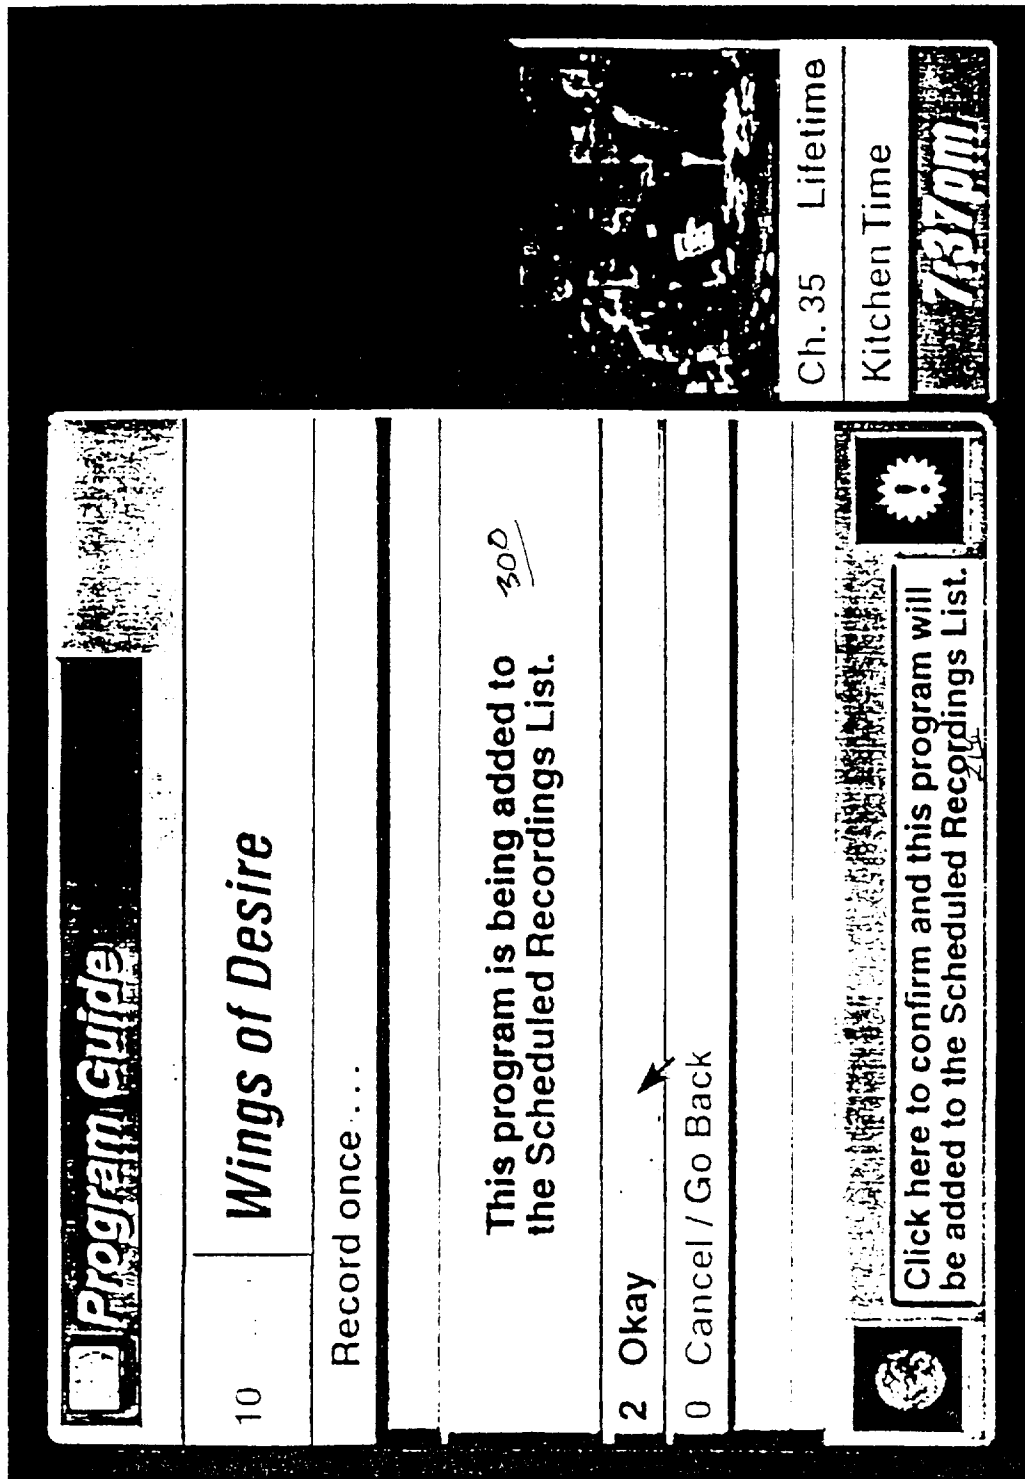 Program Guide
10 Wings of Desire
Record once...
This program is being added to
the Scheduled Recordings List.
300
2 Okay
0 Cancel / Go Back
Click here to confirm and this program will
be added to the Scheduled Recordings List.
Ch. 35 Lifetime
Kitchen Time
7:37pm